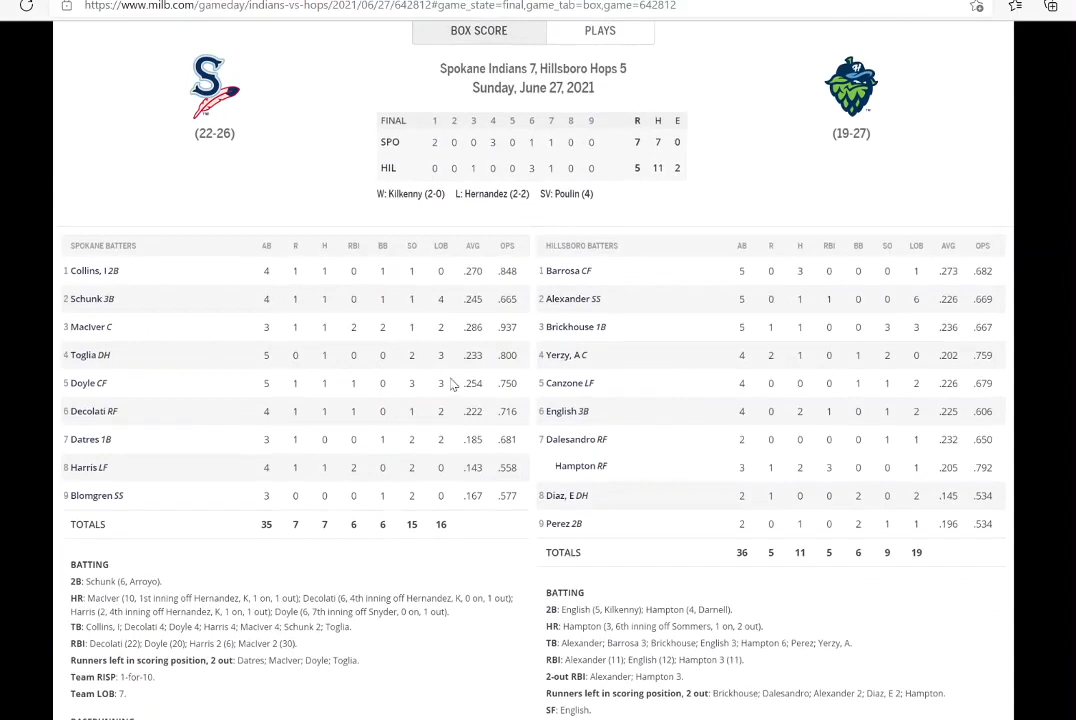 https://www.milb.com/gameday/indians-vs-hops/2021/06/27/642812#game_state=final,game_tab=box,game=642812
BOX SCORE PLAYS
Spokane Indians 7, Hillsboro Hops 5
Sunday, June 27, 2021
S
H
(22-26)
(19-27)
FINAL 1 2 3 4 5 6 7 8 9 R H E
SPO 2 0 0 3 0 1 1 0 0 7 7 0
HIL 0 0 1 0 0 3 1 0 0 5 11 2
W: Kilkenny (2-0) L: Hernandez (2-2) SV: Poulin (4)
SPOKANE BATTERS AB R H RBI BB SO LOB AVG OPS
1 Collins, I 2B 4 1 1 0 1 1 0 .270 .848
2 Schunk 3B 4 1 1 0 1 1 4 .245 .665
3 MacIver C 3 1 1 2 2 1 2 .286 .937
4 Toglia DH 5 0 1 0 0 2 3 .233 .800
5 Doyle CF 5 1 1 1 0 3 3 .254 .750
6 Decolati RF 4 1 1 1 0 1 2 .222 .716
7 Datres 1B 3 1 0 0 1 2 2 .185 .681
8 Harris LF 4 1 1 2 0 2 0 .143 .558
9 Blomgren SS 3 0 0 0 1 2 0 .167 .577
TOTALS 35 7 7 6 6 15 16
BATTING
2B: Schunk (6, Arroyo).
HR: MacIver (10, 1st inning off Hernandez, K, 1 on, 1 out); Decolati (6, 4th inning off Hernandez, K, 0 on, 1 out);
Harris (2, 4th inning off Hernandez, K, 1 on, 1 out); Doyle (6, 7th inning off Snyder, 0 on, 1 out).
TB: Collins, I; Decolati 4; Doyle 4; Harris 4; MacIver 4; Schunk 2; Toglia.
RBI: Decolati (22); Doyle (20); Harris 2 (6); MacIver 2 (30).
Runners left in scoring position, 2 out: Datres; MacIver; Doyle; Toglia.
Team RISP: 1-for-10.
Team LOB: 7.
HILLSBORO BATTERS AB R H RBI BB SO LOB AVG OPS
1 Barrosa CF 5 0 3 0 0 0 1 .273 .682
2 Alexander SS 5 0 1 1 0 0 6 .226 .669
3 Brickhouse 1B 5 1 1 0 0 3 3 .236 .667
4 Yerzy, A C 4 2 1 0 1 2 0 .202 .759
5 Canzone LF 4 0 0 0 1 1 2 .226 .679
6 English 3B 4 0 2 1 0 1 2 .225 .606
7 Dalesandro RF 2 0 0 0 0 1 1 .232 .650
Hampton RF 3 1 2 3 0 0 1 .205 .792
8 Diaz, E DH 2 1 0 0 2 0 2 .145 .534
9 Perez 2B 2 0 1 0 2 1 1 .196 .534
TOTALS 36 5 11 5 6 9 19
BATTING
2B: English (5, Kilkenny); Hampton (4, Darnell).
HR: Hampton (3, 6th inning off Sommers, 1 on, 2 out).
TB: Alexander; Barrosa 3; Brickhouse; English 3; Hampton 6; Perez; Yerzy, A.
RBI: Alexander (11); English (12); Hampton 3 (11).
2-out RBI: Alexander; Hampton 3.
Runners left in scoring position, 2 out: Brickhouse; Dalesandro; Alexander 2; Diaz, E 2; Hampton.
SF: English.